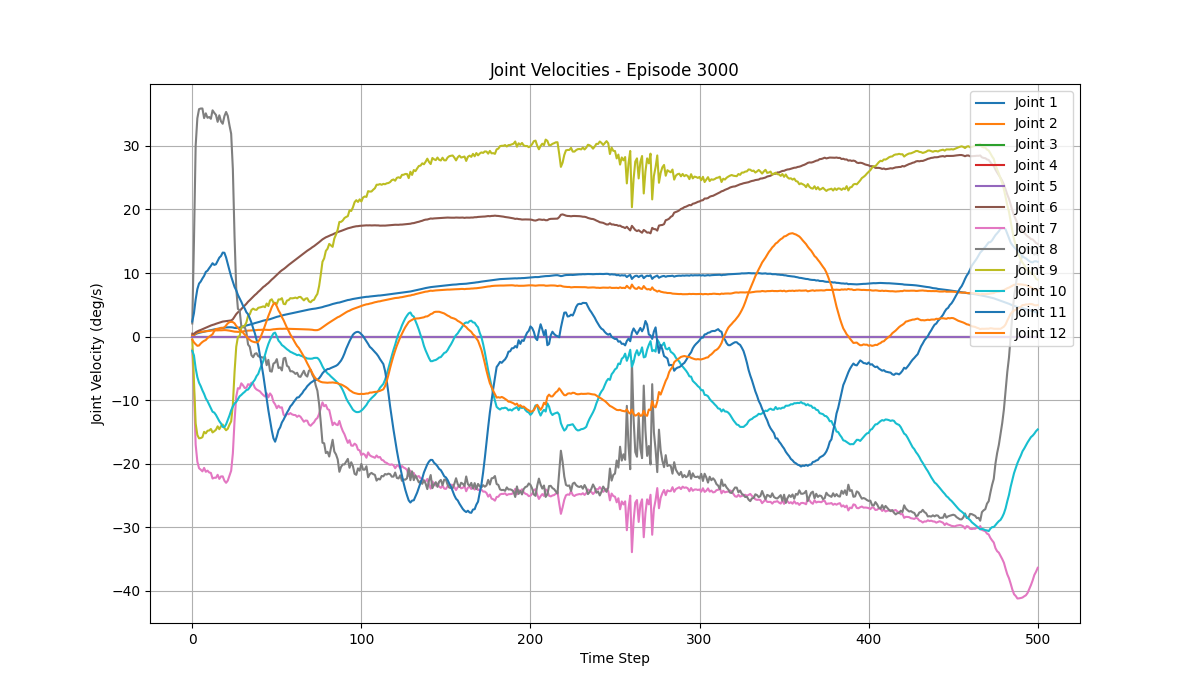 Joint Velocities - Episode 3000
Joint Velocity (deg/s)
30
20
10
0
−10
−20
−30
−40
0
100
200
300
400
500
Time Step
Joint 1
Joint 2
Joint 3
Joint 4
Joint 5
Joint 6
Joint 7
Joint 8
Joint 9
Joint 10
Joint 11
Joint 12